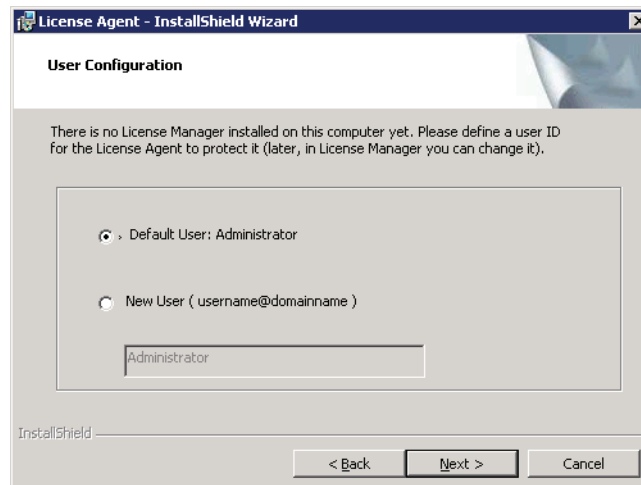 License Agent - InstallShield Wizard
User Configuration
There is no License Manager installed on this computer yet. Please define a user ID
for the License Agent to protect it (later, in License Manager you can change it).
Default User: Administrator
New User ( username@domainname )
Administrator
InstallShield
< Back
Next >
Cancel